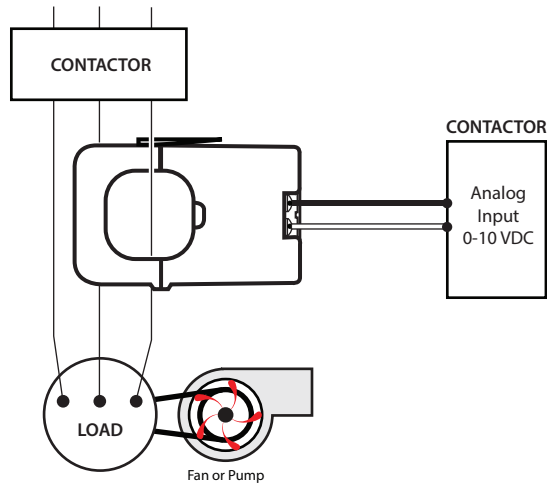 CONTACTOR
CONTACTOR
Analog
Input
0-10 VDC
LOAD
Fan or Pump